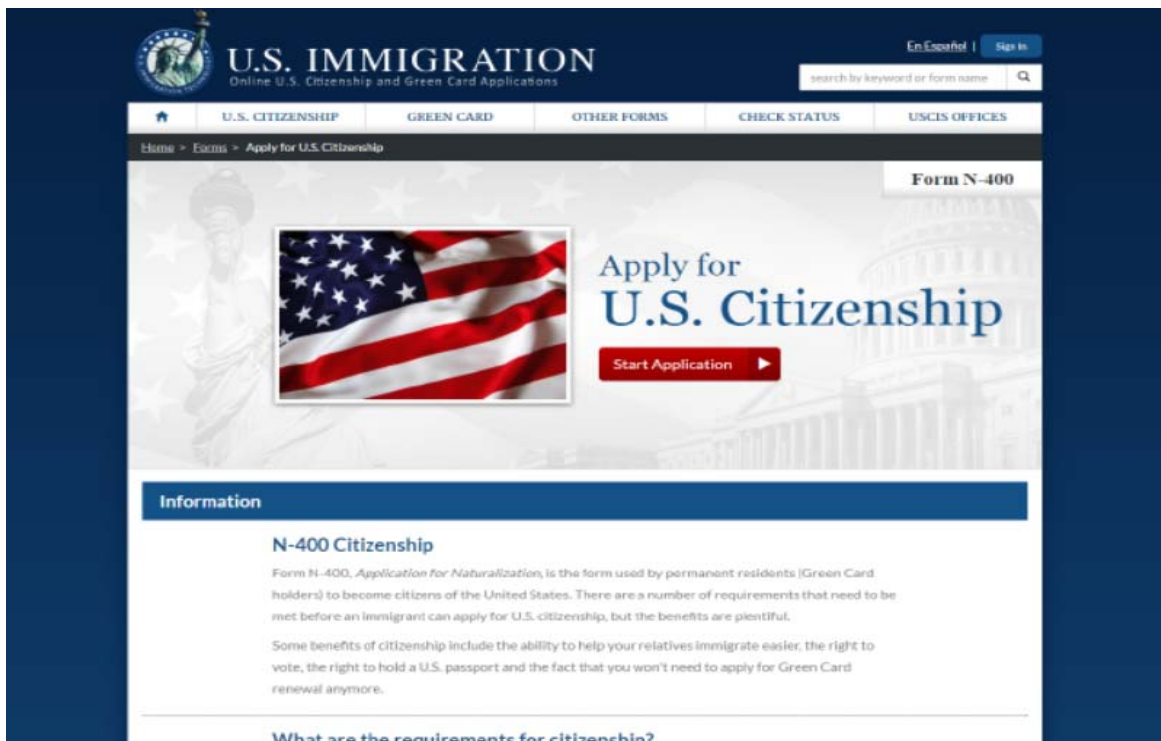 U.S. IMMIGRATION
Online U.S. Citizenship and Green Card Applications
En Español | Sign in
search by keyword or form name
U.S. CITIZENSHIP GREEN CARD OTHER FORMS CHECK STATUS USCIS OFFICES
Home > Forms > Apply for U.S. Citizenship
Form N-400
Apply for
U.S. Citizenship
Start Application
Information
N-400 Citizenship
Form N-400, Application for Naturalization, is the form used by permanent residents (Green Card
holders) to become citizens of the United States. There are a number of requirements that need to be
met before an immigrant can apply for U.S. citizenship, but the benefits are plentiful.
Some benefits of citizenship include the ability to help your relatives immigrate easier, the right to
vote, the right to hold a U.S. passport and the fact that you won't need to apply for Green Card
renewal anymore.
What are the requirements for citizenship?